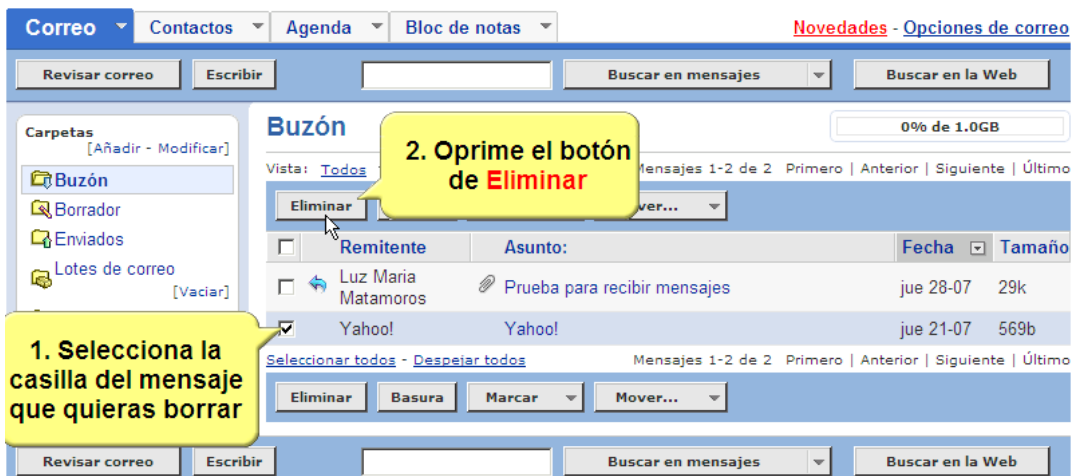 Correo Contactos Agenda Bloc de notas Novedades - Opciones de correo
Revisar correo Escribir Buscar en mensajes Buscar en la Web
Carpetas
[Añadir - Modificar]
Buzón
Borrador
Enviados
Lotes de correo
[Vaciar]
Buzón 0% de 1.0GB
2. Oprime el botón
de Eliminar
Vista: Todos Mensajes 1-2 de 2 Primero | Anterior | Siguiente | Último
Eliminar
Remitente Asunto: Fecha Tamaño
Luz Maria
Matamoros Prueba para recibir mensajes jue 28-07 29k
Yahoo! Yahoo! jue 21-07 569b
1. Selecciona la
casilla del mensaje
que quieras borrar
Seleccionar todos - Despejar todos Mensajes 1-2 de 2 Primero | Anterior | Siguiente | Último
Eliminar Basura Marcar Mover...
Revisar correo Escribir Buscar en mensajes Buscar en la Web